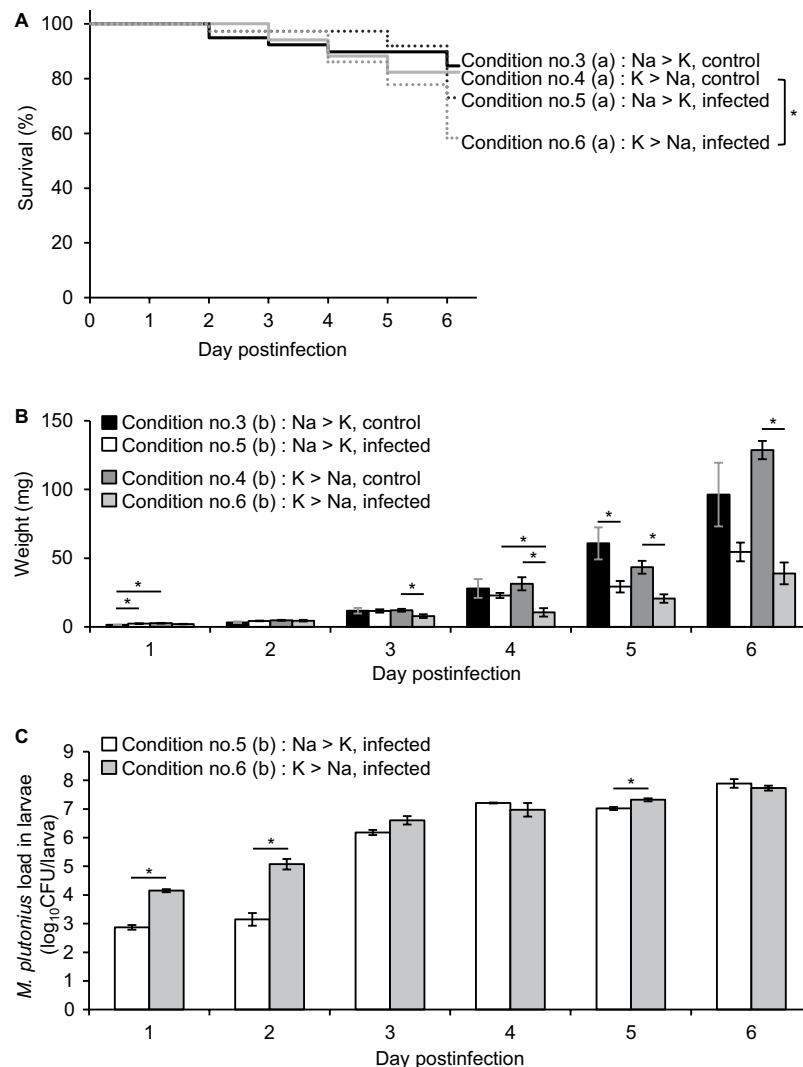 A
Survival (%)
100
80
60
40
20
0
0 1 2 3 4 5 6
Day postinfection
Condition no.3 (a) : Na > K, control
Condition no.4 (a) : K > Na, control
Condition no.5 (a) : Na > K, infected
Condition no.6 (a) : K > Na, infected
*
B
Condition no.3 (b) : Na > K, control
Condition no.5 (b) : Na > K, infected
Condition no.4 (b) : K > Na, control
Condition no.6 (b) : K > Na, infected
Weight (mg)
150
100
50
0
* * * * * * * *
1 2 3 4 5 6
Day postinfection
C
Condition no.5 (b) : Na > K, infected
Condition no.6 (b) : K > Na, infected
M. plutonius load in larvae
(log₁₀CFU/larva)
9
8
7
6
5
4
3
2
1
0
* * *
1 2 3 4 5 6
Day postinfection